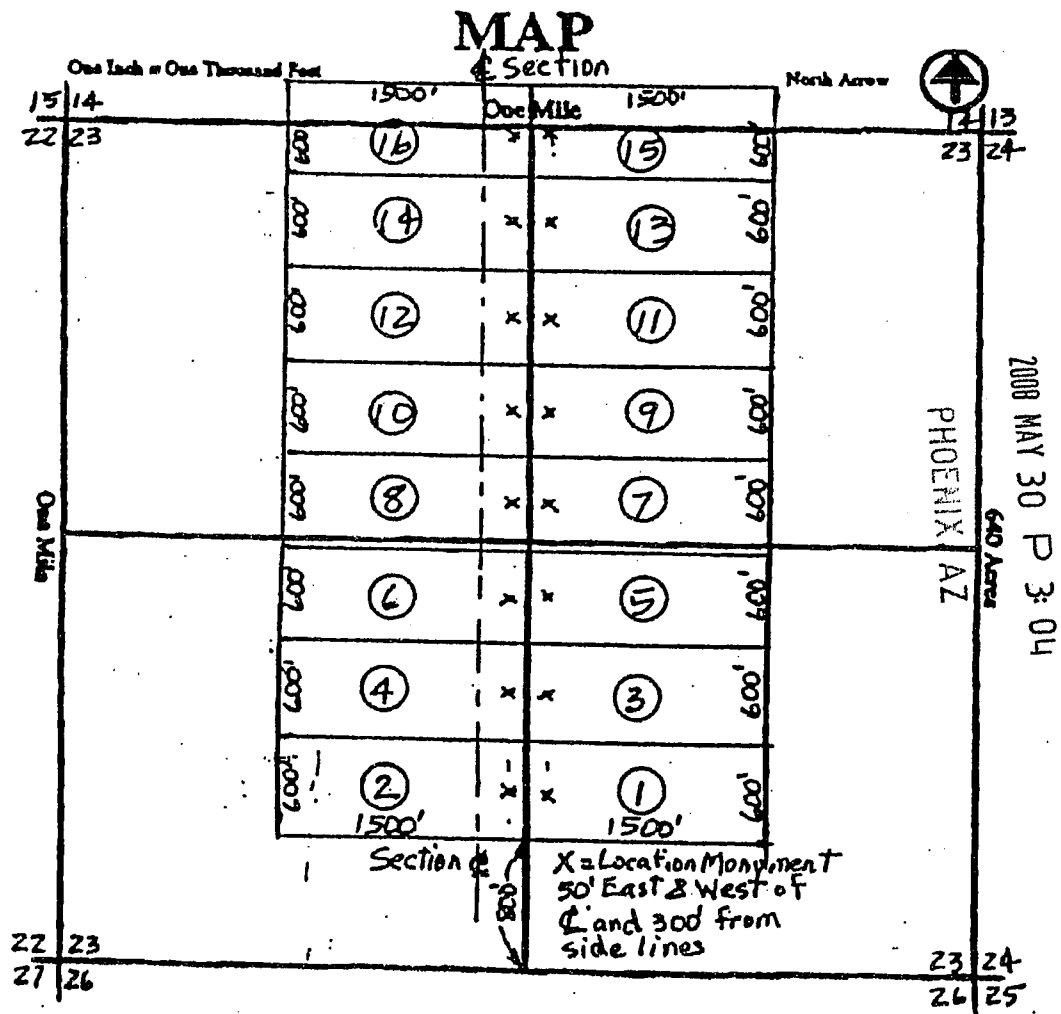 MAP
One Inch = One Thousand Feet
℄ Section
North Arrow
15 14
22 23
1500'
One Mile
1500'
14 13
23 24
600'
16
15
600'
600'
14
13
600'
600'
12
11
600'
600'
10
9
600'
600'
8
7
600'
One Mile
640 Acres
600'
6
5
600'
600'
4
3
600'
600'
2
1
600'
1500'
1500'
x x
x x
x x
x x
x x
x x
x x
x x
Section ℄
X = Location Monument
50' East & West of
℄ and 300' from
side lines
22 23
27 26
23 24
26 25
2008 MAY 30 P 3:04
PHOENIX AZ